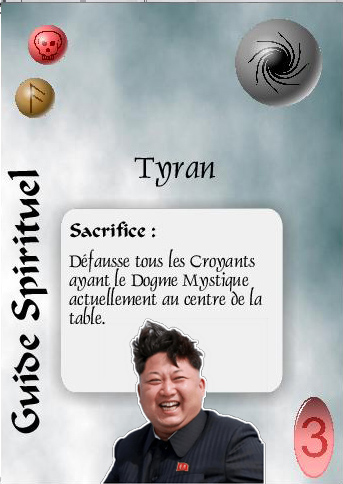 Tyran
Guide Spirituel
Sacrifice :
Défausse tous les Croyants
ayant le Dogme Mystique
actuellement au centre de la
table.
3